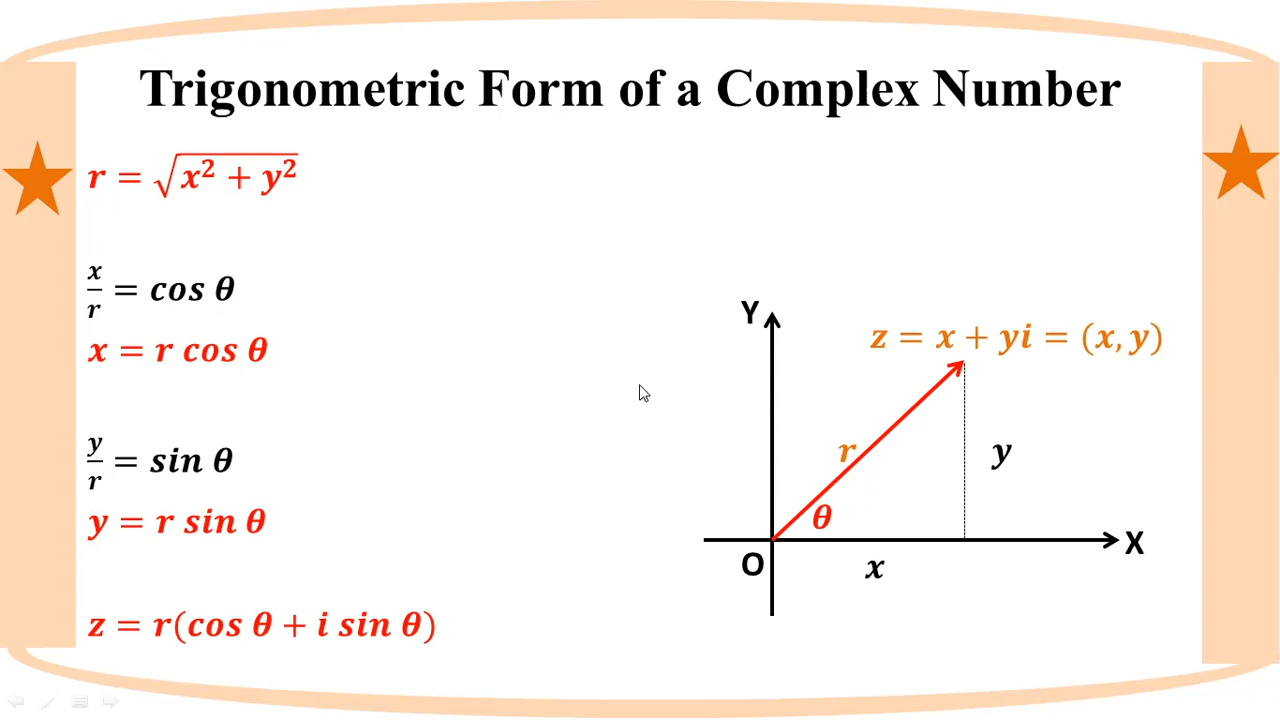 Trigonometric Form of a Complex Number
r = √(x² + y²)
x/r = cos θ
x = r cos θ
y/r = sin θ
y = r sin θ
z = r(cos θ + i sin θ)
Y
z = x + yi = (x, y)
r
y
θ
X
O
x